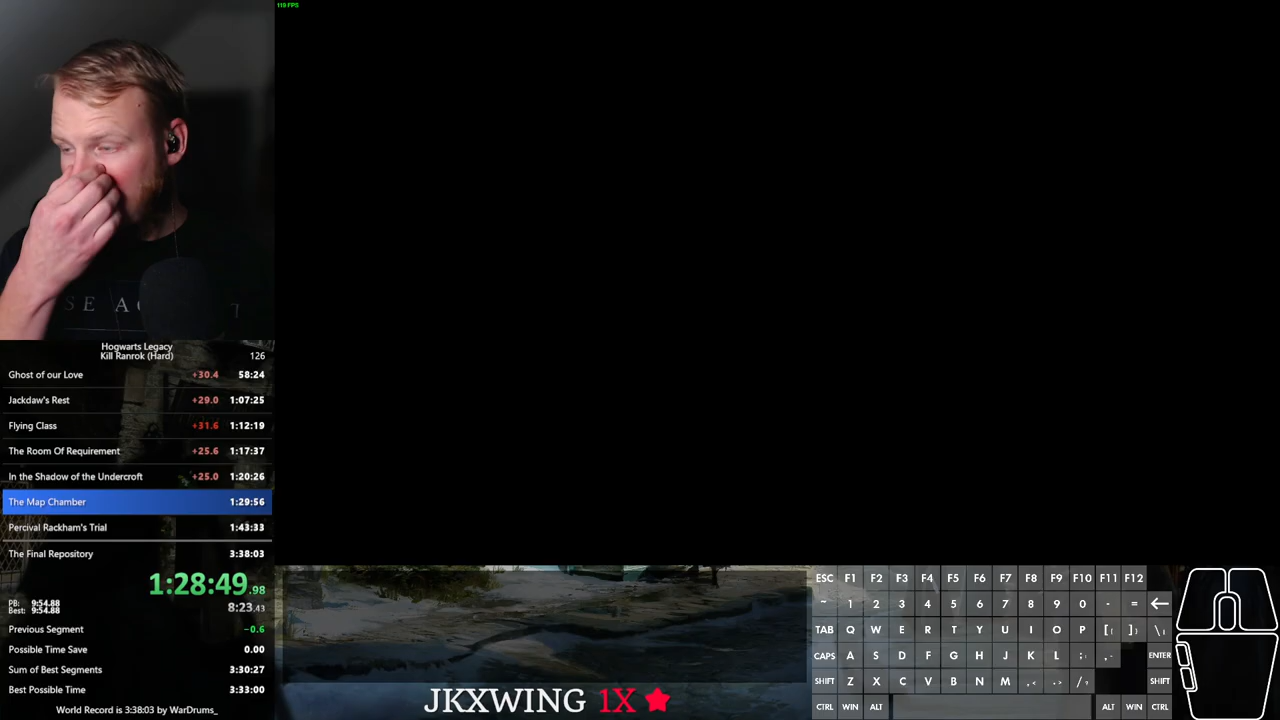 119 FPS
SE AC
Hogwarts Legacy
Kill Ranrok (Hard) 126
Ghost of our Love +30.4 58:24
Jackdaw's Rest +29.0 1:07:25
Flying Class +31.6 1:12:19
The Room Of Requirement +25.6 1:17:37
In the Shadow of the Undercroft +25.0 1:20:26
The Map Chamber 1:29:56
Percival Rackham's Trial 1:43:33
The Final Repository 3:38:03
1:28:49.98
PB: 9:54.88
Best: 9:54.88
8:23.43
Previous Segment -0.6
Possible Time Save 0.00
Sum of Best Segments 3:30:27
Best Possible Time 3:33:00
World Record is 3:38:03 by WarDrums_
JKXWING 1X
ESC F1 F2 F3 F4 F5 F6 F7 F8 F9 F10 F11 F12
~ 1 2 3 4 5 6 7 8 9 0 - =
TAB Q W E R T Y U I O P [{ ]} \|
CAPS A S D F G H J K L ;: ENTER
SHIFT Z X C V B N M ,< .> /? SHIFT
CTRL WIN ALT ALT WIN CTRL